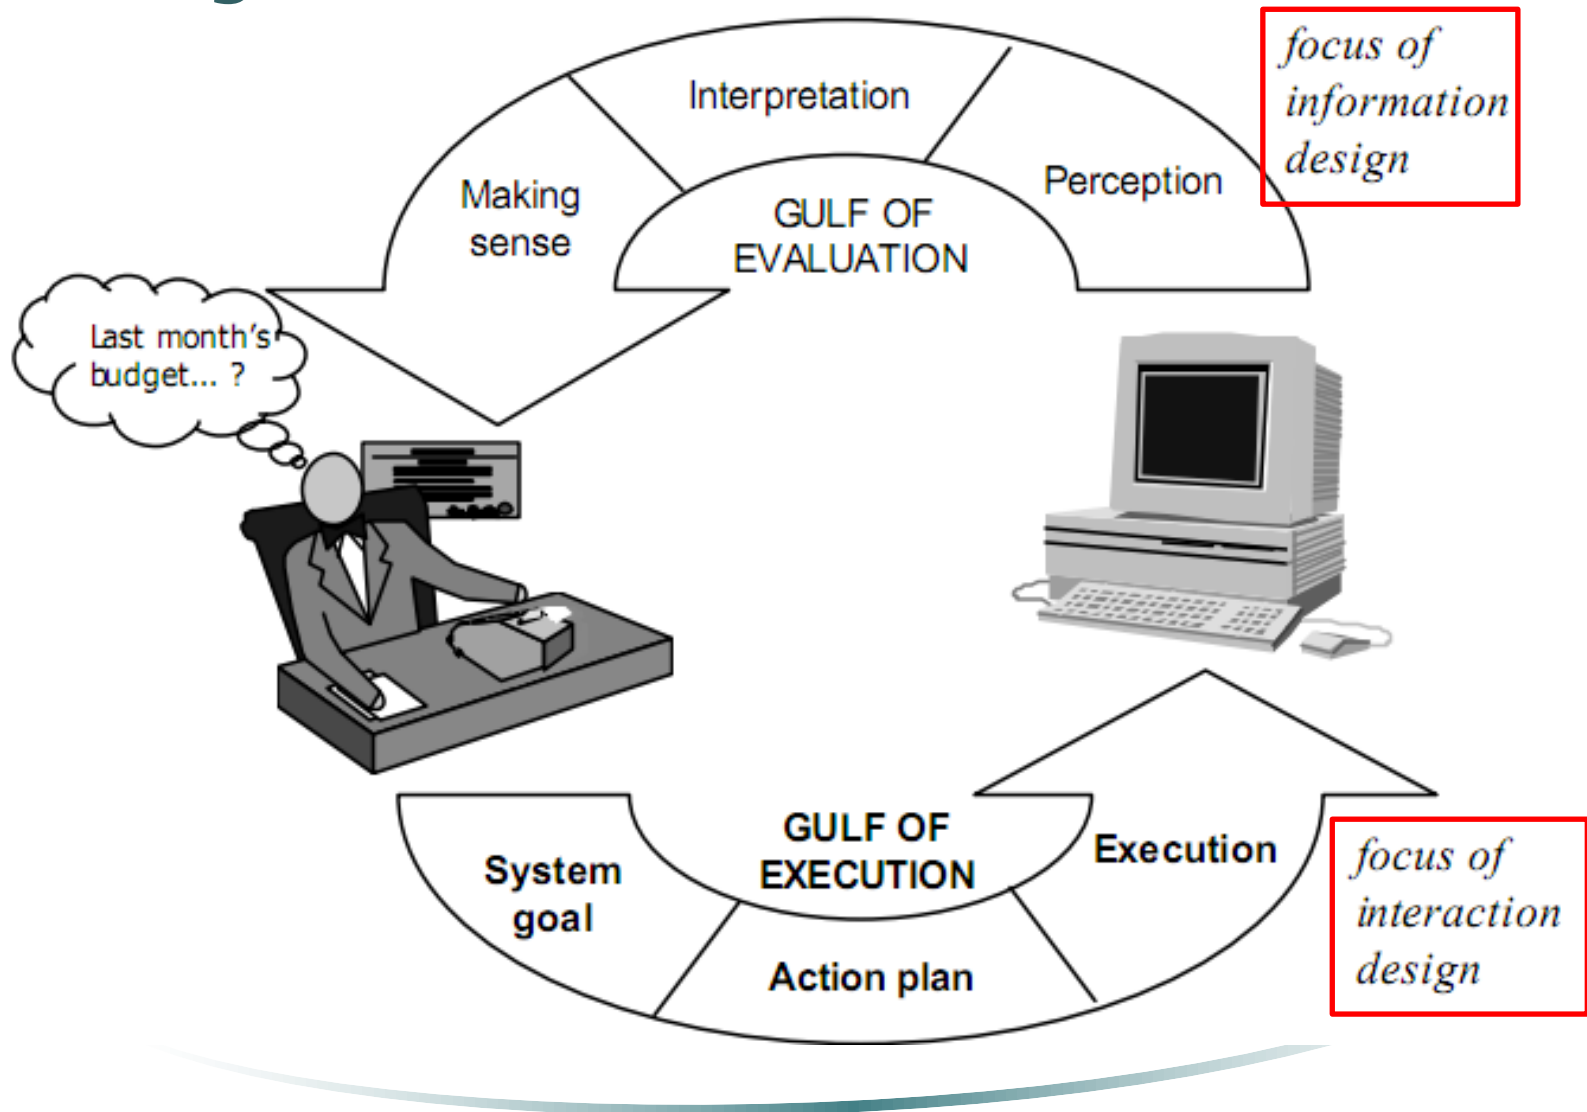 focus of
information
design
Interpretation
Perception
Making
sense
GULF OF
EVALUATION
Last month's
budget... ?
GULF OF
EXECUTION
Execution
System
goal
Action plan
focus of
interaction
design